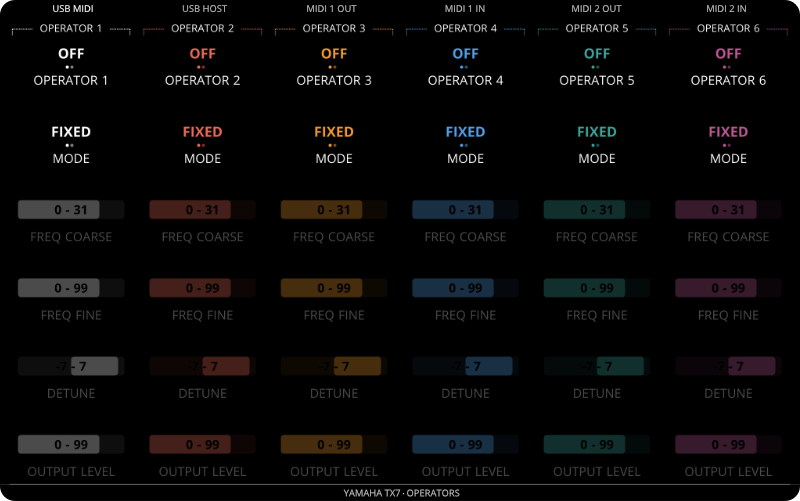 USB MIDI USB HOST MIDI 1 OUT MIDI 1 IN MIDI 2 OUT MIDI 2 IN
OPERATOR 1 OPERATOR 2 OPERATOR 3 OPERATOR 4 OPERATOR 5 OPERATOR 6
OFF OFF OFF OFF OFF OFF
OPERATOR 1 OPERATOR 2 OPERATOR 3 OPERATOR 4 OPERATOR 5 OPERATOR 6
FIXED FIXED FIXED FIXED FIXED FIXED
MODE MODE MODE MODE MODE MODE
0 - 31 0 - 31 0 - 31 0 - 31 0 - 31 0 - 31
FREQ COARSE FREQ COARSE FREQ COARSE FREQ COARSE FREQ COARSE FREQ COARSE
0 - 99 0 - 99 0 - 99 0 - 99 0 - 99 0 - 99
FREQ FINE FREQ FINE FREQ FINE FREQ FINE FREQ FINE FREQ FINE
-7 - 7 -7 - 7 -7 - 7 -7 - 7 -7 - 7 -7 - 7
DETUNE DETUNE DETUNE DETUNE DETUNE DETUNE
0 - 99 0 - 99 0 - 99 0 - 99 0 - 99 0 - 99
OUTPUT LEVEL OUTPUT LEVEL OUTPUT LEVEL OUTPUT LEVEL OUTPUT LEVEL OUTPUT LEVEL
YAMAHA TX7 · OPERATORS